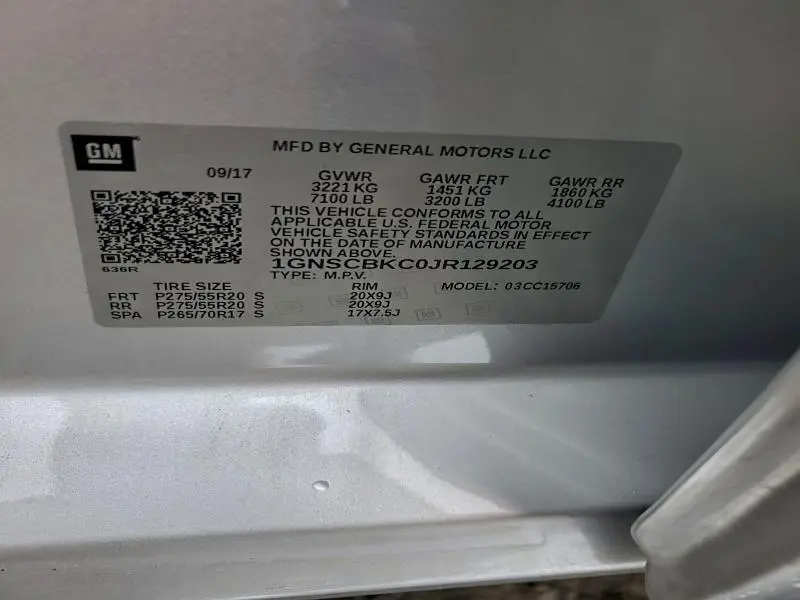 GM
MFD BY GENERAL MOTORS LLC
09/17
GVWR GAWR FRT GAWR RR
3221 KG 1451 KG 1860 KG
7100 LB 3200 LB 4100 LB
THIS VEHICLE CONFORMS TO ALL
APPLICABLE U.S. FEDERAL MOTOR
VEHICLE SAFETY STANDARDS IN EFFECT
ON THE DATE OF MANUFACTURE
SHOWN ABOVE.
1GNSCBKC0JR129203
636R
TYPE: M.P.V.
TIRE SIZE RIM MODEL: 03CC15706
FRT P275/55R20 S 20X9J
RR P275/55R20 S 20X9J
SPA P265/70R17 S 17X7.5J